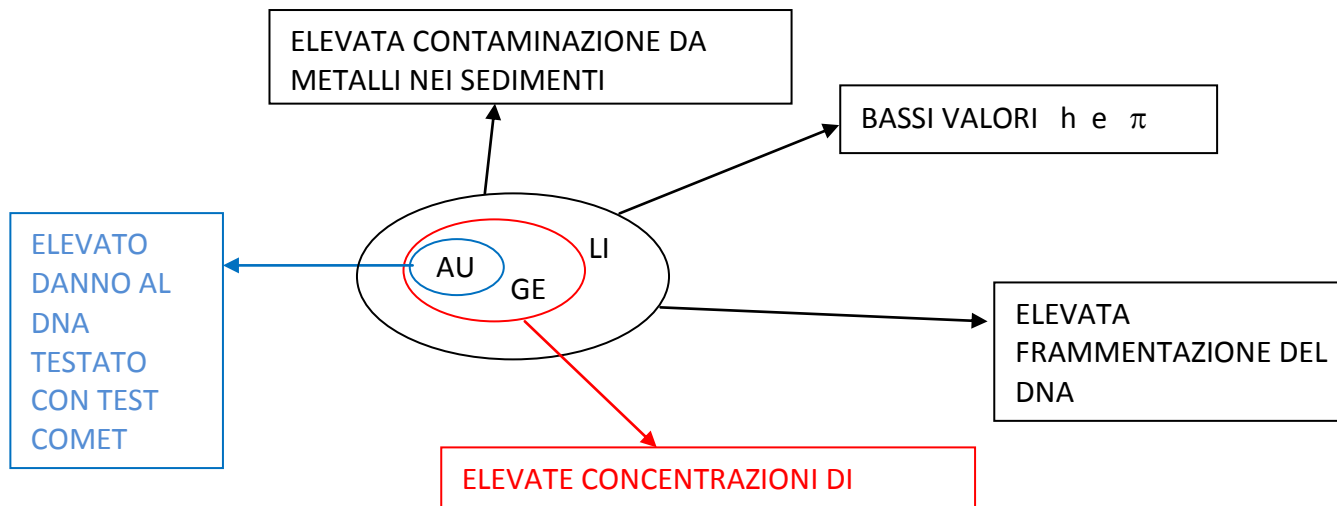 ELEVATA CONTAMINAZIONE DA
METALLI NEI SEDIMENTI
BASSI VALORI h e π
ELEVATO
DANNO AL
DNA
TESTATO
CON TEST
COMET
AU
GE
LI
ELEVATA
FRAMMENTAZIONE DEL
DNA
ELEVATE CONCENTRAZIONI DI